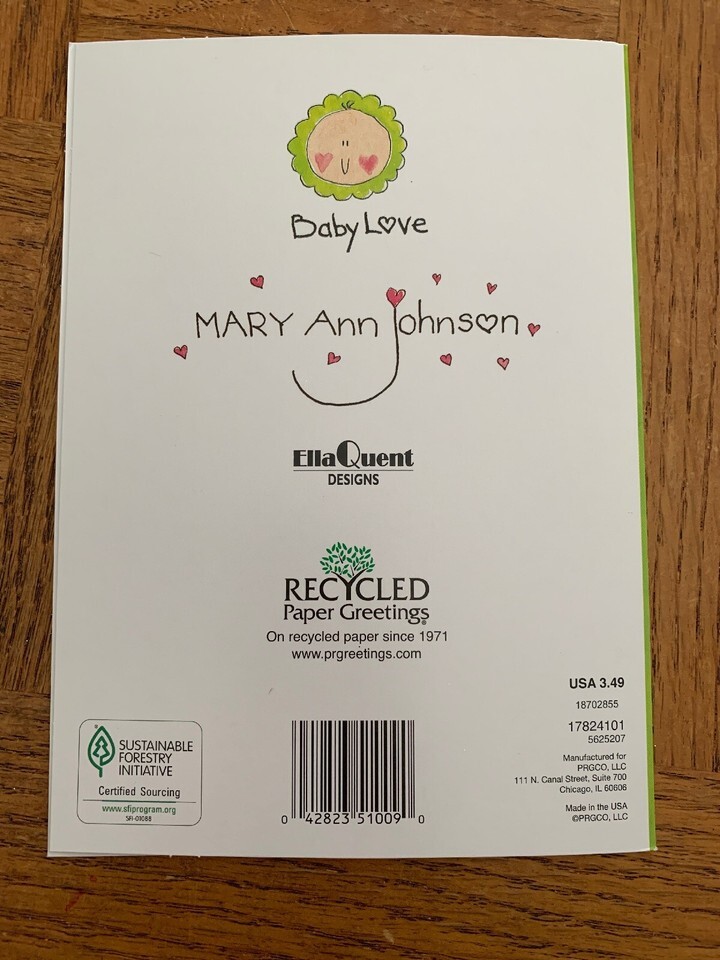 Baby Love
MARY Ann Johnson
EllaQuent
DESIGNS
RECYCLED
Paper Greetings®
On recycled paper since 1971
www.prgreetings.com
USA 3.49
18702855
17824101
5625207
Manufactured for
PRGCO, LLC
111 N. Canal Street, Suite 700
Chicago, IL 60606
Made in the USA
©PRGCO, LLC
SUSTAINABLE
FORESTRY
INITIATIVE
Certified Sourcing
www.sfiprogram.org
SFI-01088
0 42823 51009 0